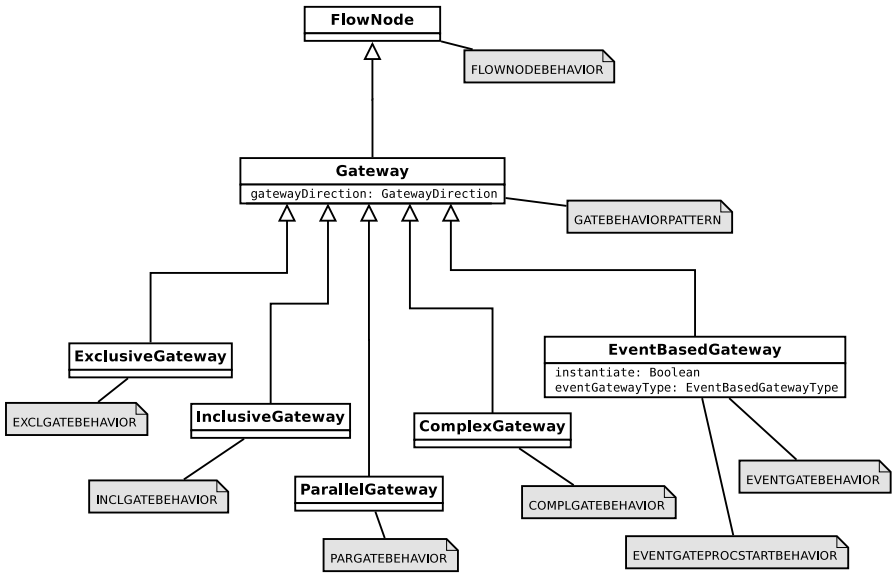 FlowNode
FLOWNODEBEHAVIOR
Gateway
gatewayDirection: GatewayDirection
GATEBEHAVIORPATTERN
ExclusiveGateway
EXCLGATEBEHAVIOR
InclusiveGateway
INCLGATEBEHAVIOR
ParallelGateway
PARGATEBEHAVIOR
ComplexGateway
COMPLGATEBEHAVIOR
EventBasedGateway
instantiate: Boolean
eventGatewayType: EventBasedGatewayType
EVENTGATEBEHAVIOR
EVENTGATEPROCSTARTBEHAVIOR